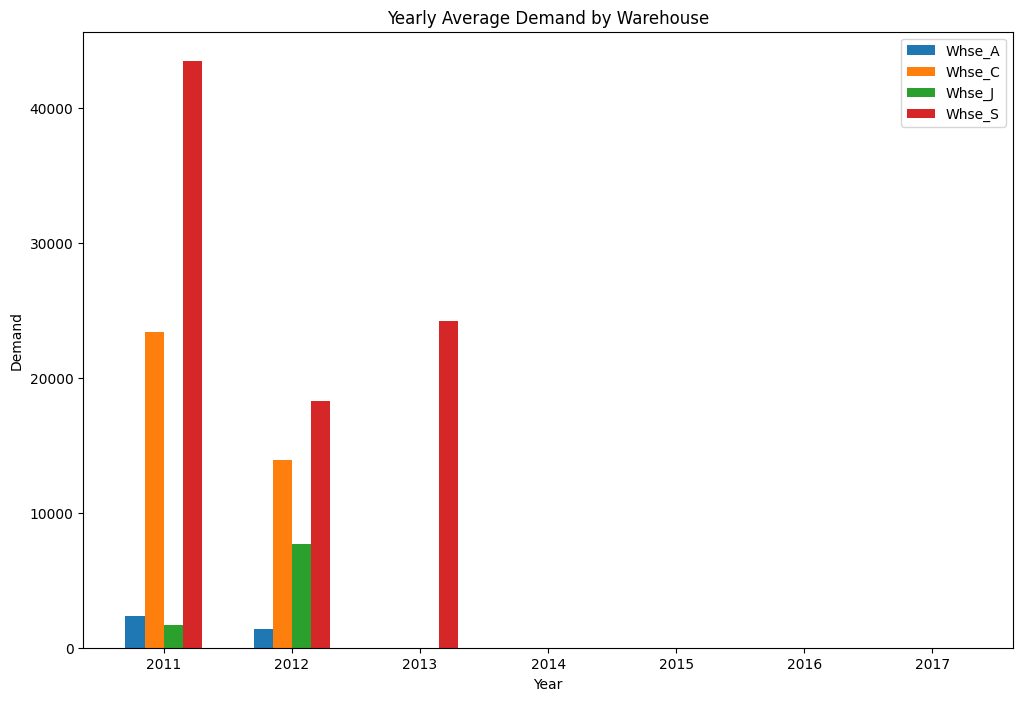 Yearly Average Demand by Warehouse
Whse_A
Whse_C
Whse_J
Whse_S
40000
30000
20000
10000
0
Demand
2011 2012 2013 2014 2015 2016 2017
Year